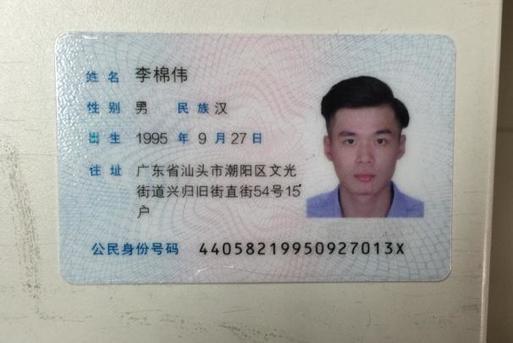 姓名 李棉伟
性别 男 民族 汉
出生 1995 年 9 月 27 日
住址 广东省汕头市潮阳区文光
街道兴归旧街直街54号15
户
公民身份号码 44058219950927013X